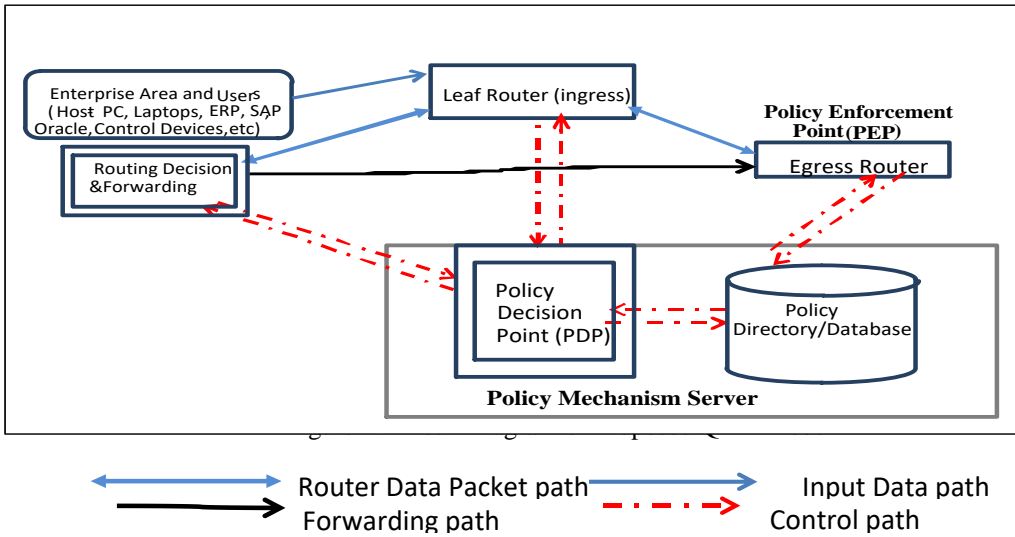 Enterprise Area and Users
(Host PC, Laptops, ERP, SAP
Oracle,Control Devices,etc)
Leaf Router (ingress)
Policy Enforcement
Point(PEP)
Egress Router
Routing Decision
&Forwarding
Policy
Decision
Point (PDP)
Policy
Directory/Database
Policy Mechanism Server
Router Data Packet path
Input Data path
Forwarding path
Control path